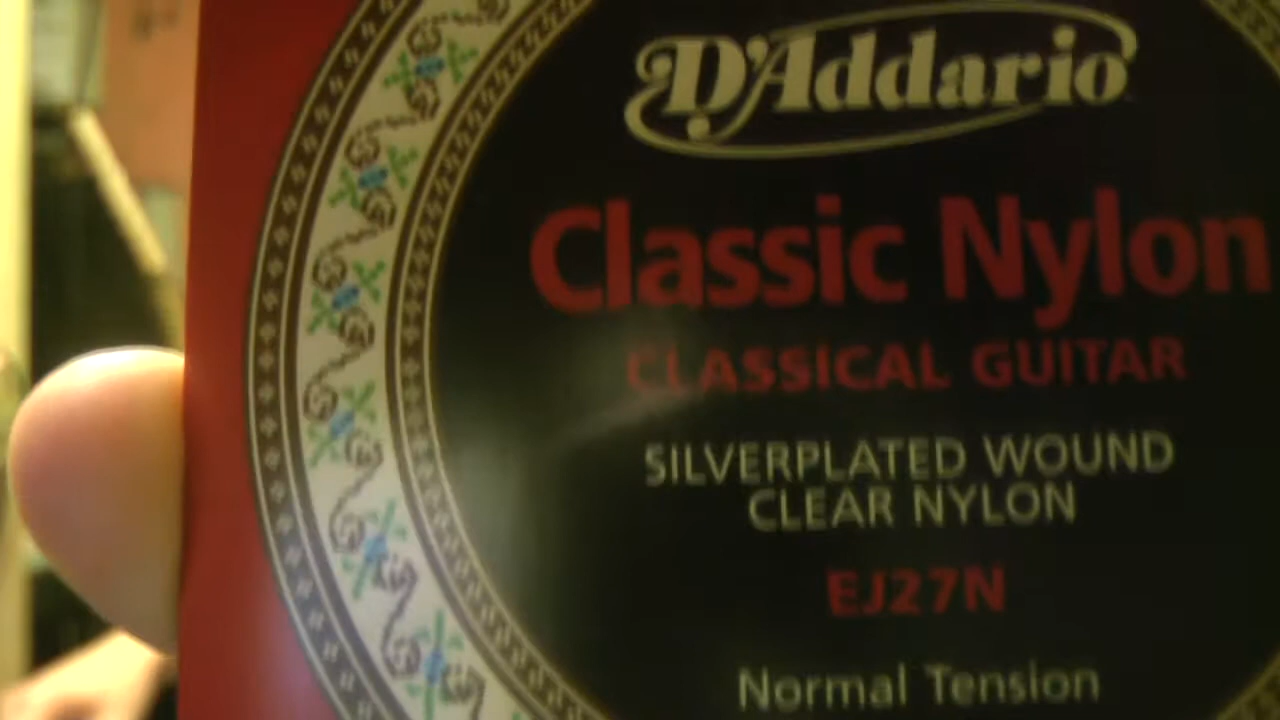 D'Addario
Classic Nylon
CLASSICAL GUITAR
SILVERPLATED WOUND
CLEAR NYLON
EJ27N
Normal Tension